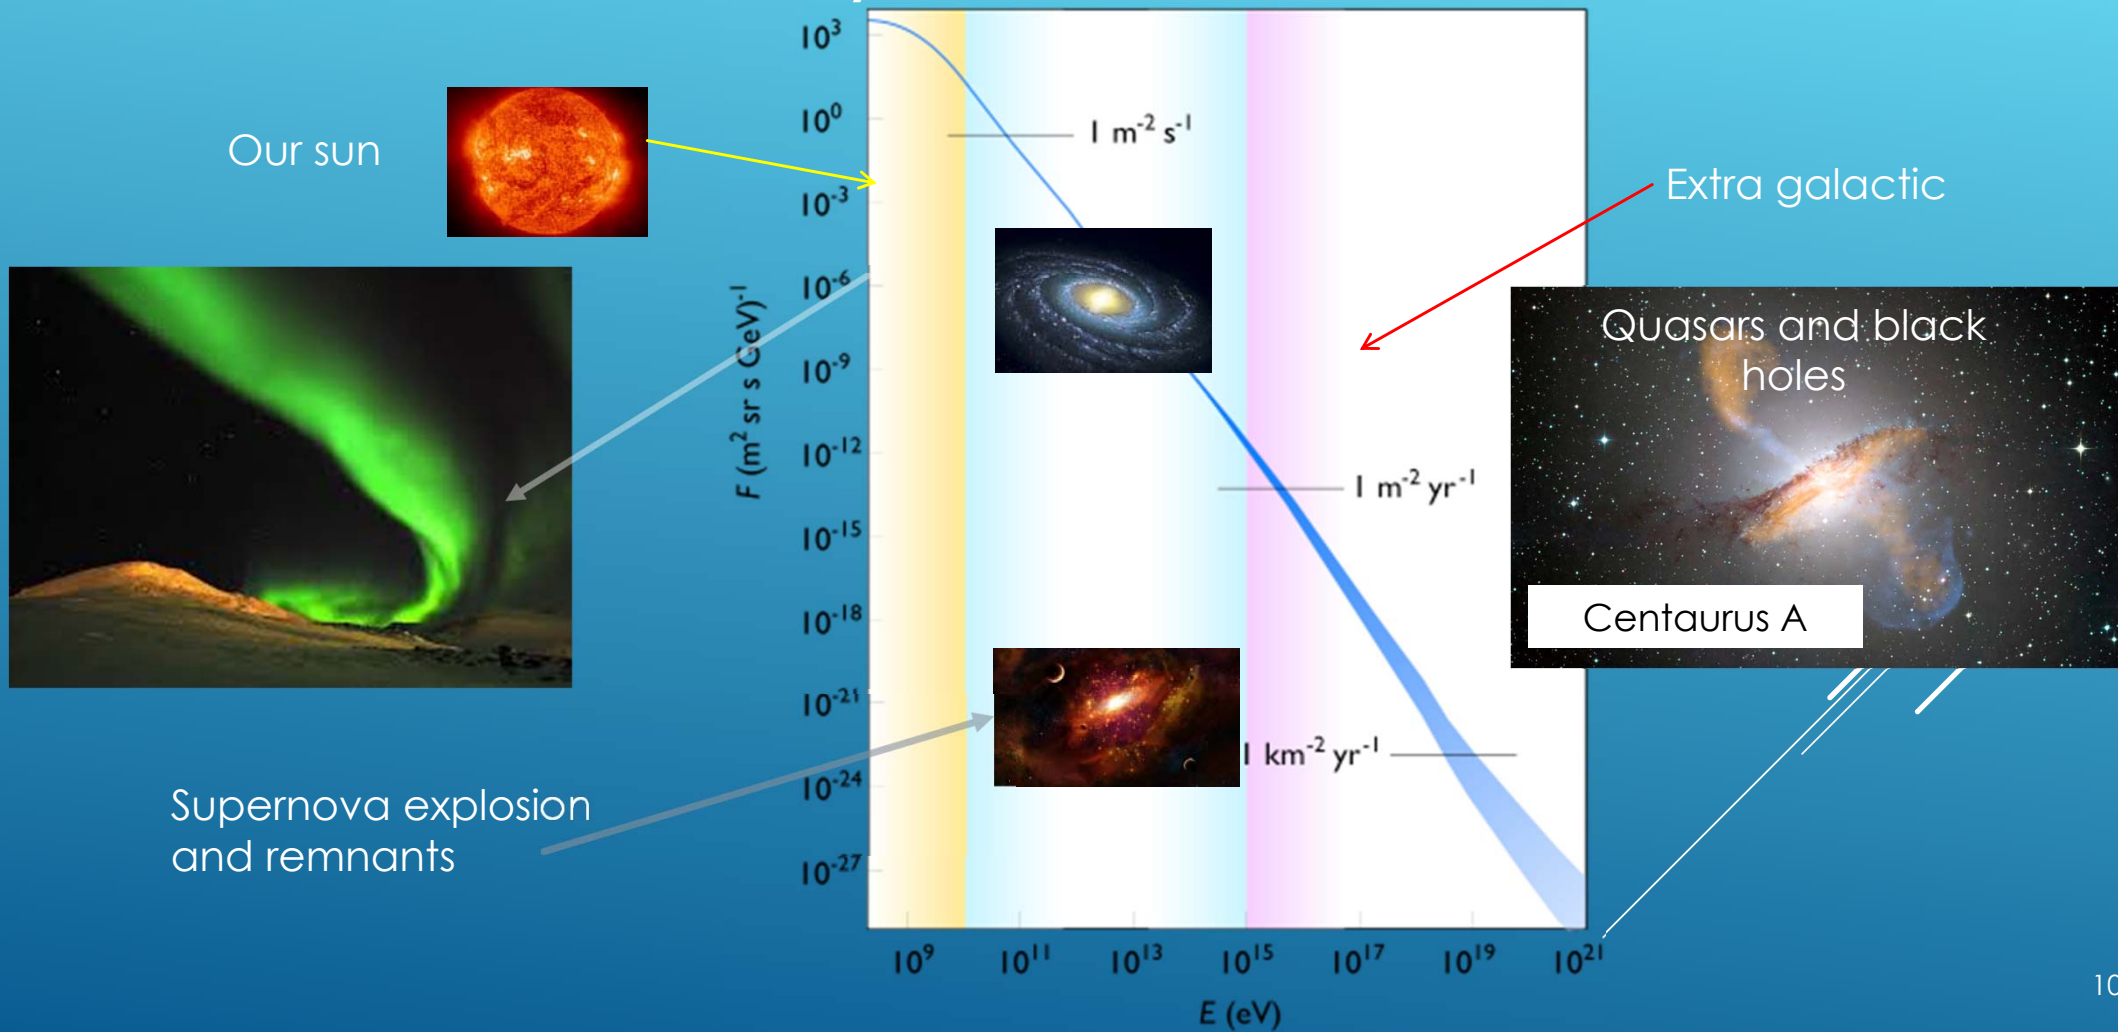 Our sun
Supernova explosion
and remnants
F (m² sr s GeV)⁻¹
10³
10⁰
10⁻³
10⁻⁶
10⁻⁹
10⁻¹²
10⁻¹⁵
10⁻¹⁸
10⁻²¹
10⁻²⁴
10⁻²⁷
1 m⁻² s⁻¹
1 m⁻² yr⁻¹
1 km⁻² yr⁻¹
10⁹
10¹¹
10¹³
10¹⁵
10¹⁷
10¹⁹
10²¹
E (eV)
Extra galactic
Quasars and black
holes
Centaurus A
10